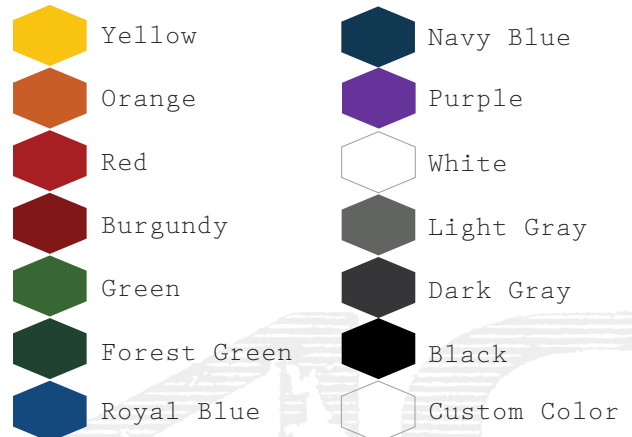 Yellow
Orange
Red
Burgundy
Green
Forest Green
Royal Blue
Navy Blue
Purple
White
Light Gray
Dark Gray
Black
Custom Color